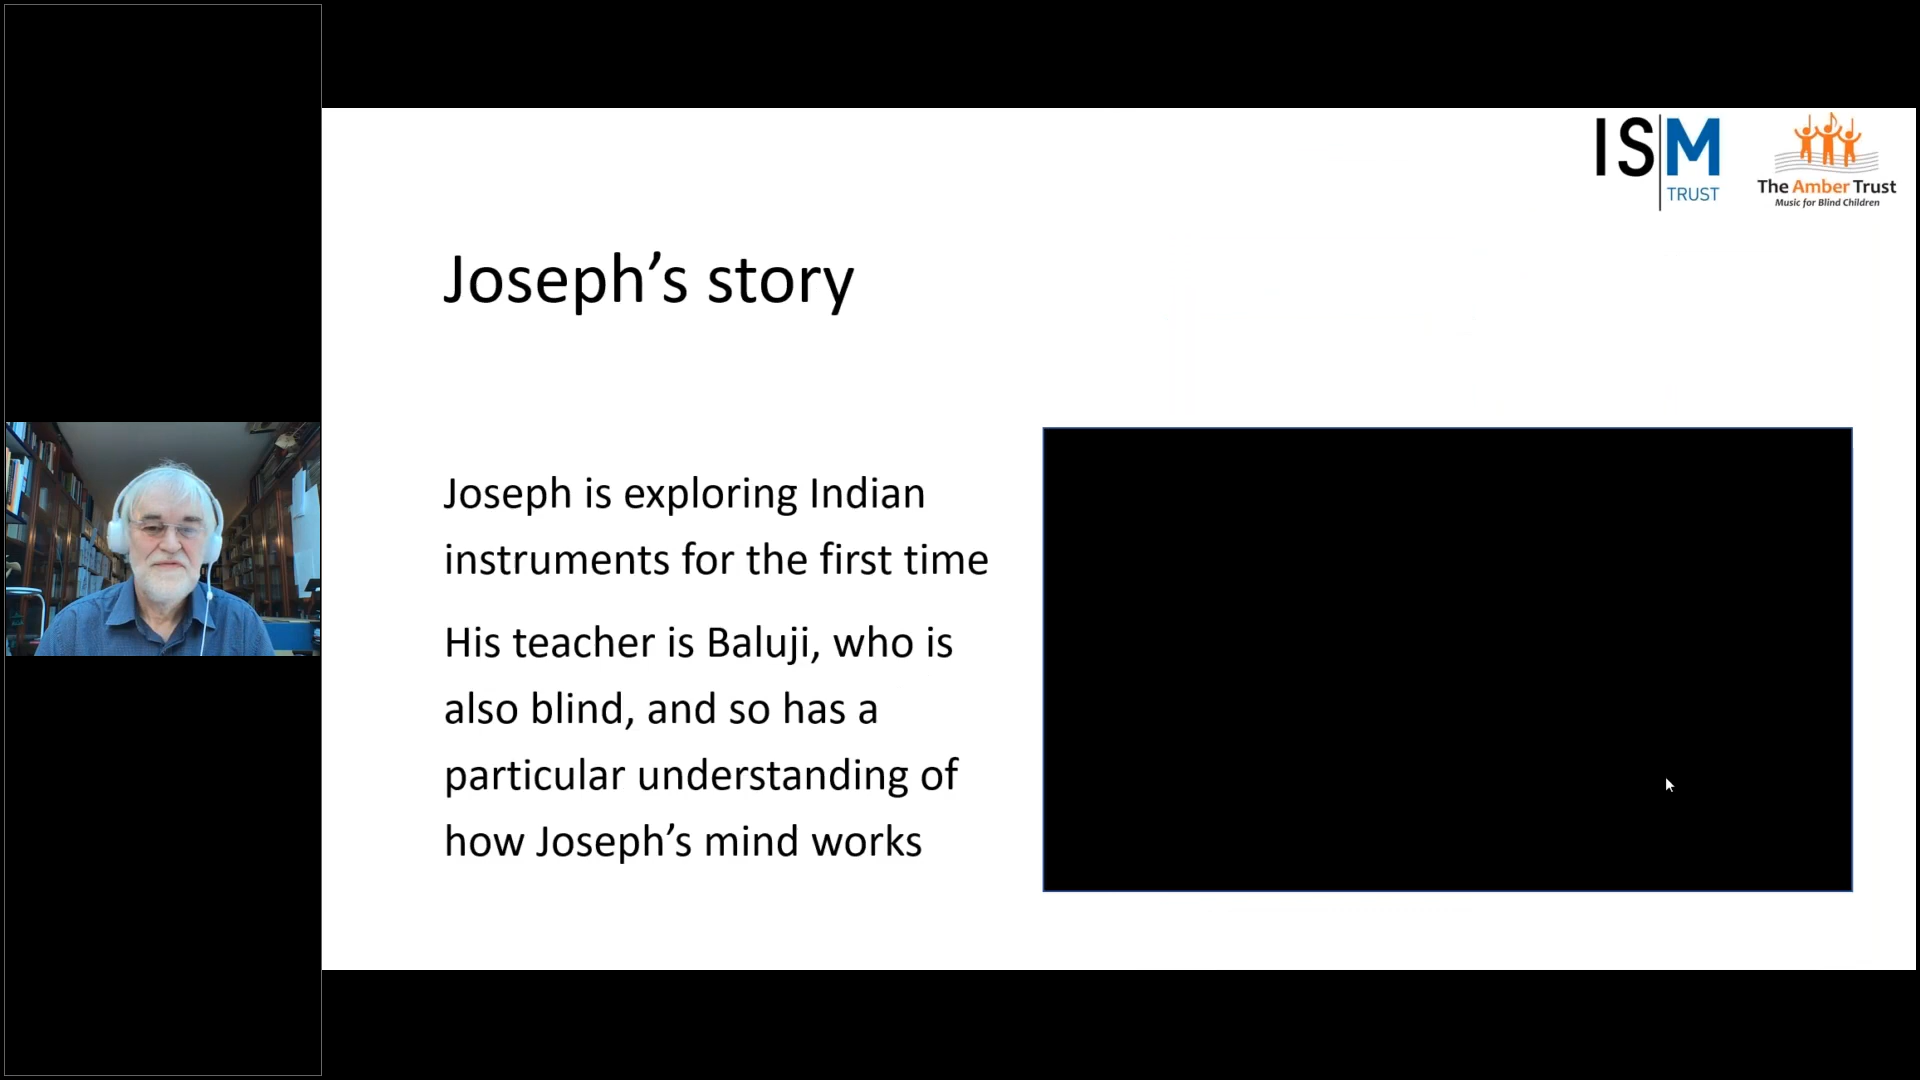 ISM
TRUST
The Amber Trust
Music for Blind Children
Joseph’s story
Joseph is exploring Indian
instruments for the first time
His teacher is Baluji, who is
also blind, and so has a
particular understanding of
how Joseph’s mind works